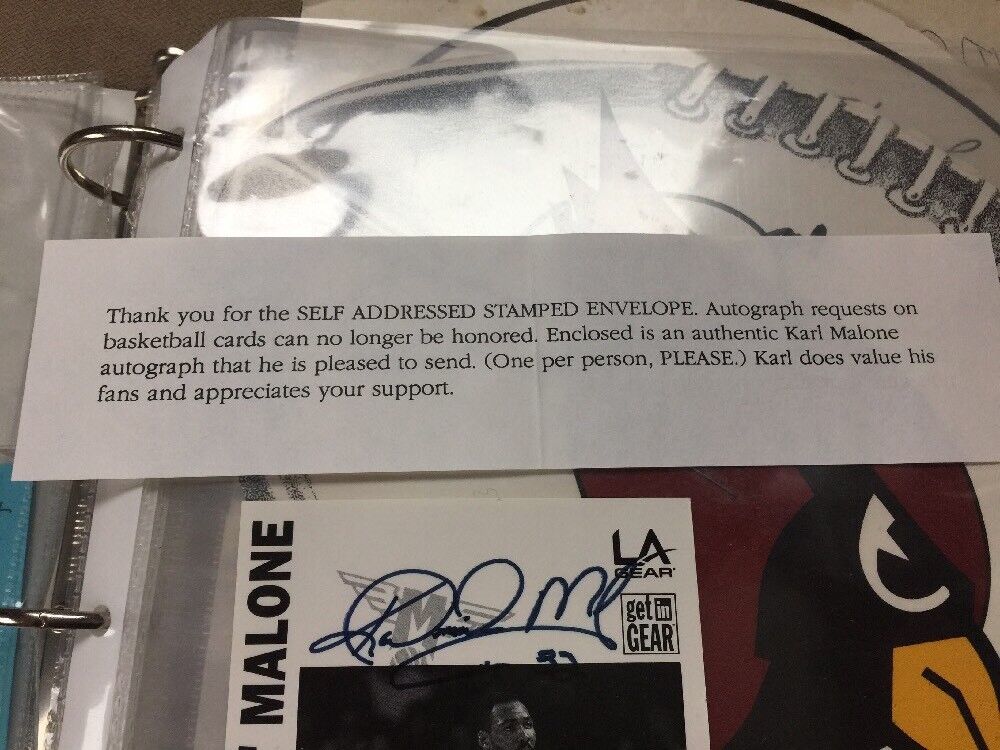 Thank you for the SELF ADDRESSED STAMPED ENVELOPE. Autograph requests on
basketball cards can no longer be honored. Enclosed is an authentic Karl Malone
autograph that he is pleased to send. (One per person, PLEASE.) Karl does value his
fans and appreciates your support.
MALONE
LA
GEAR
get in
GEAR
M